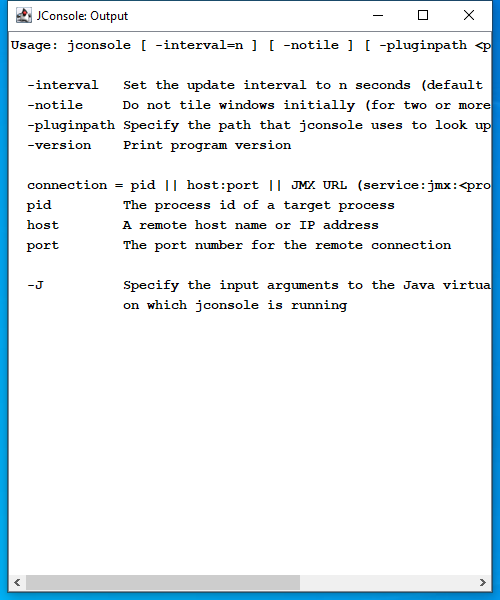 JConsole: Output
Usage: jconsole [ -interval=n ] [ -notile ] [ -pluginpath <p
-interval Set the update interval to n seconds (default
-notile Do not tile windows initially (for two or more
-pluginpath Specify the path that jconsole uses to look up
-version Print program version
connection = pid || host:port || JMX URL (service:jmx:<pro
pid The process id of a target process
host A remote host name or IP address
port The port number for the remote connection
-J Specify the input arguments to the Java virtua
on which jconsole is running